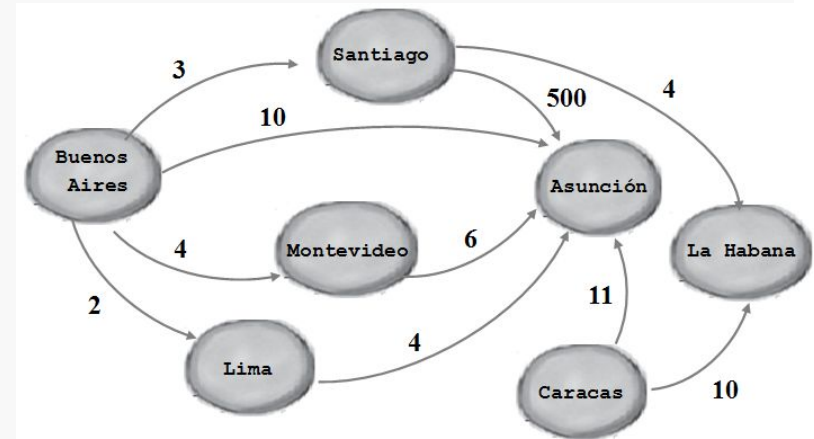 Santiago
3
500
4
10
Buenos
Aires
Asunción
Montevideo
6
La Habana
4
2
11
4
Lima
Caracas
10